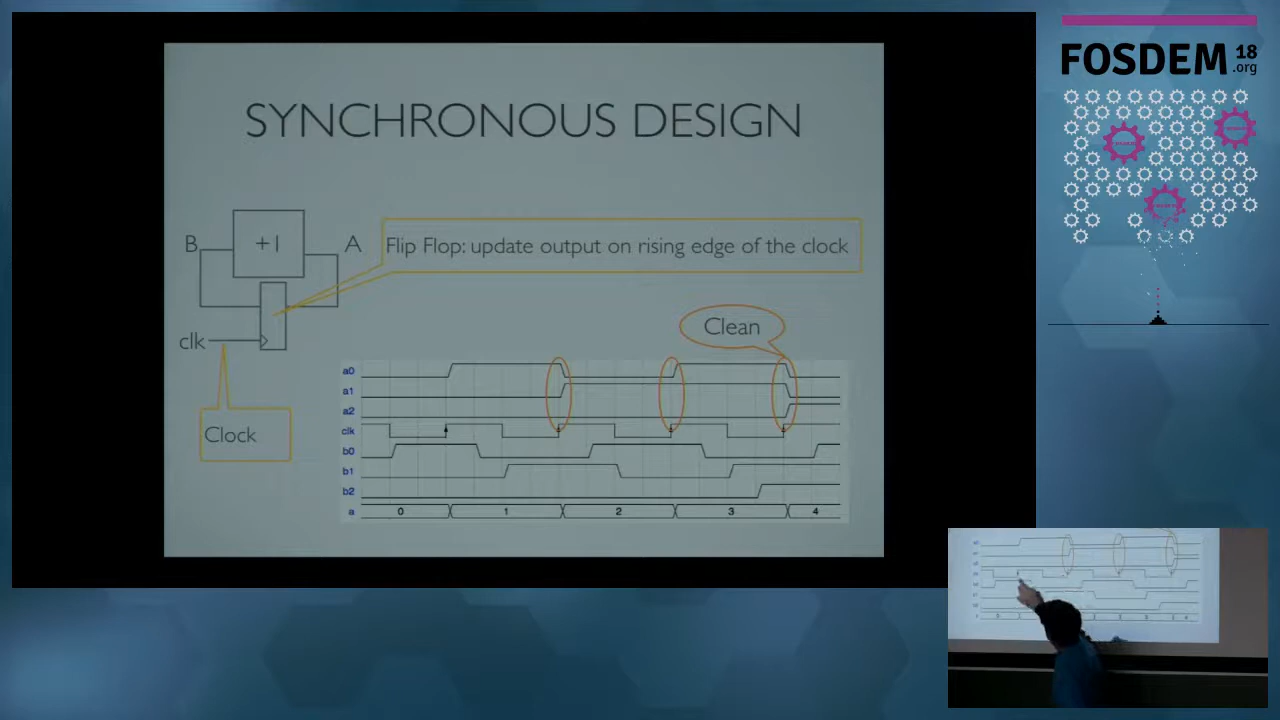 SYNCHRONOUS DESIGN
B
+1
A
Flip Flop: update output on rising edge of the clock
clk
Clock
Clean
a0
a1
a2
clk
b0
b1
b2
a
0
1
2
3
4
FOSDEM 18
.org